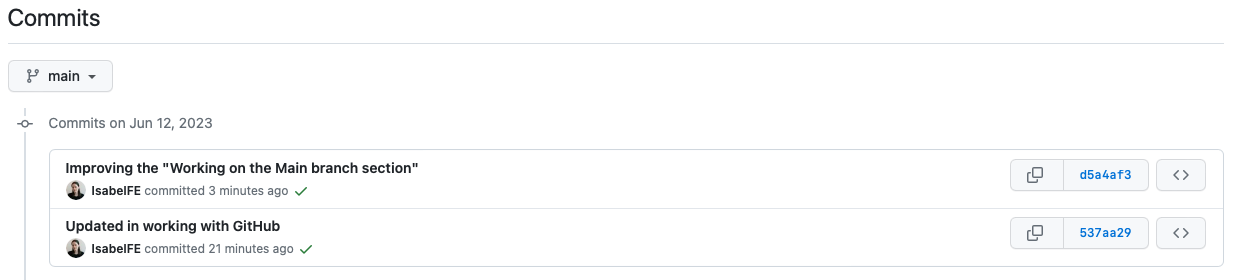 Commits
main
Commits on Jun 12, 2023
Improving the "Working on the Main branch section"
IsabelFE committed 3 minutes ago
d5a4af3
Updated in working with GitHub
IsabelFE committed 21 minutes ago
537aa29